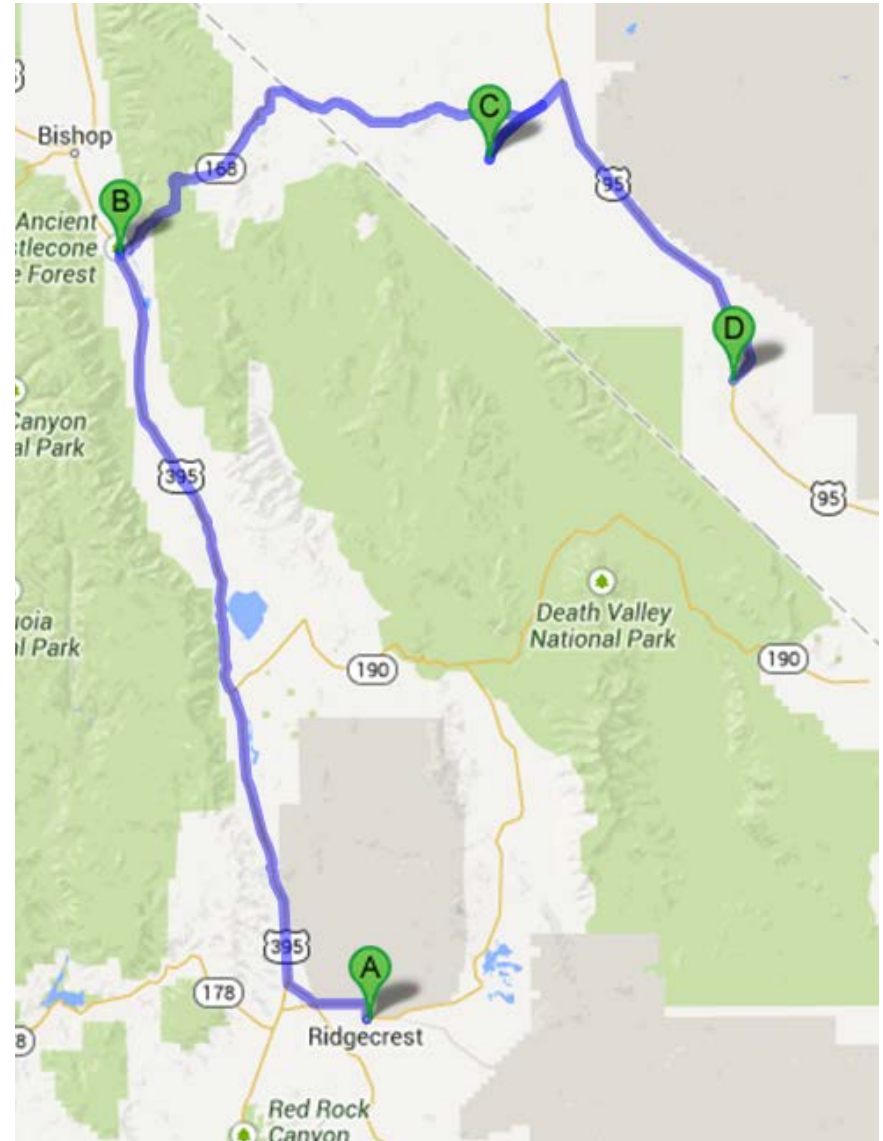 C
Bishop
168
B
95
Ancient
stlecone
e Forest
D
Canyon
al Park
395
95
Death Valley
National Park
uoia
al Park
190
190
395
A
178
Ridgecrest
8
Red Rock
Canyon